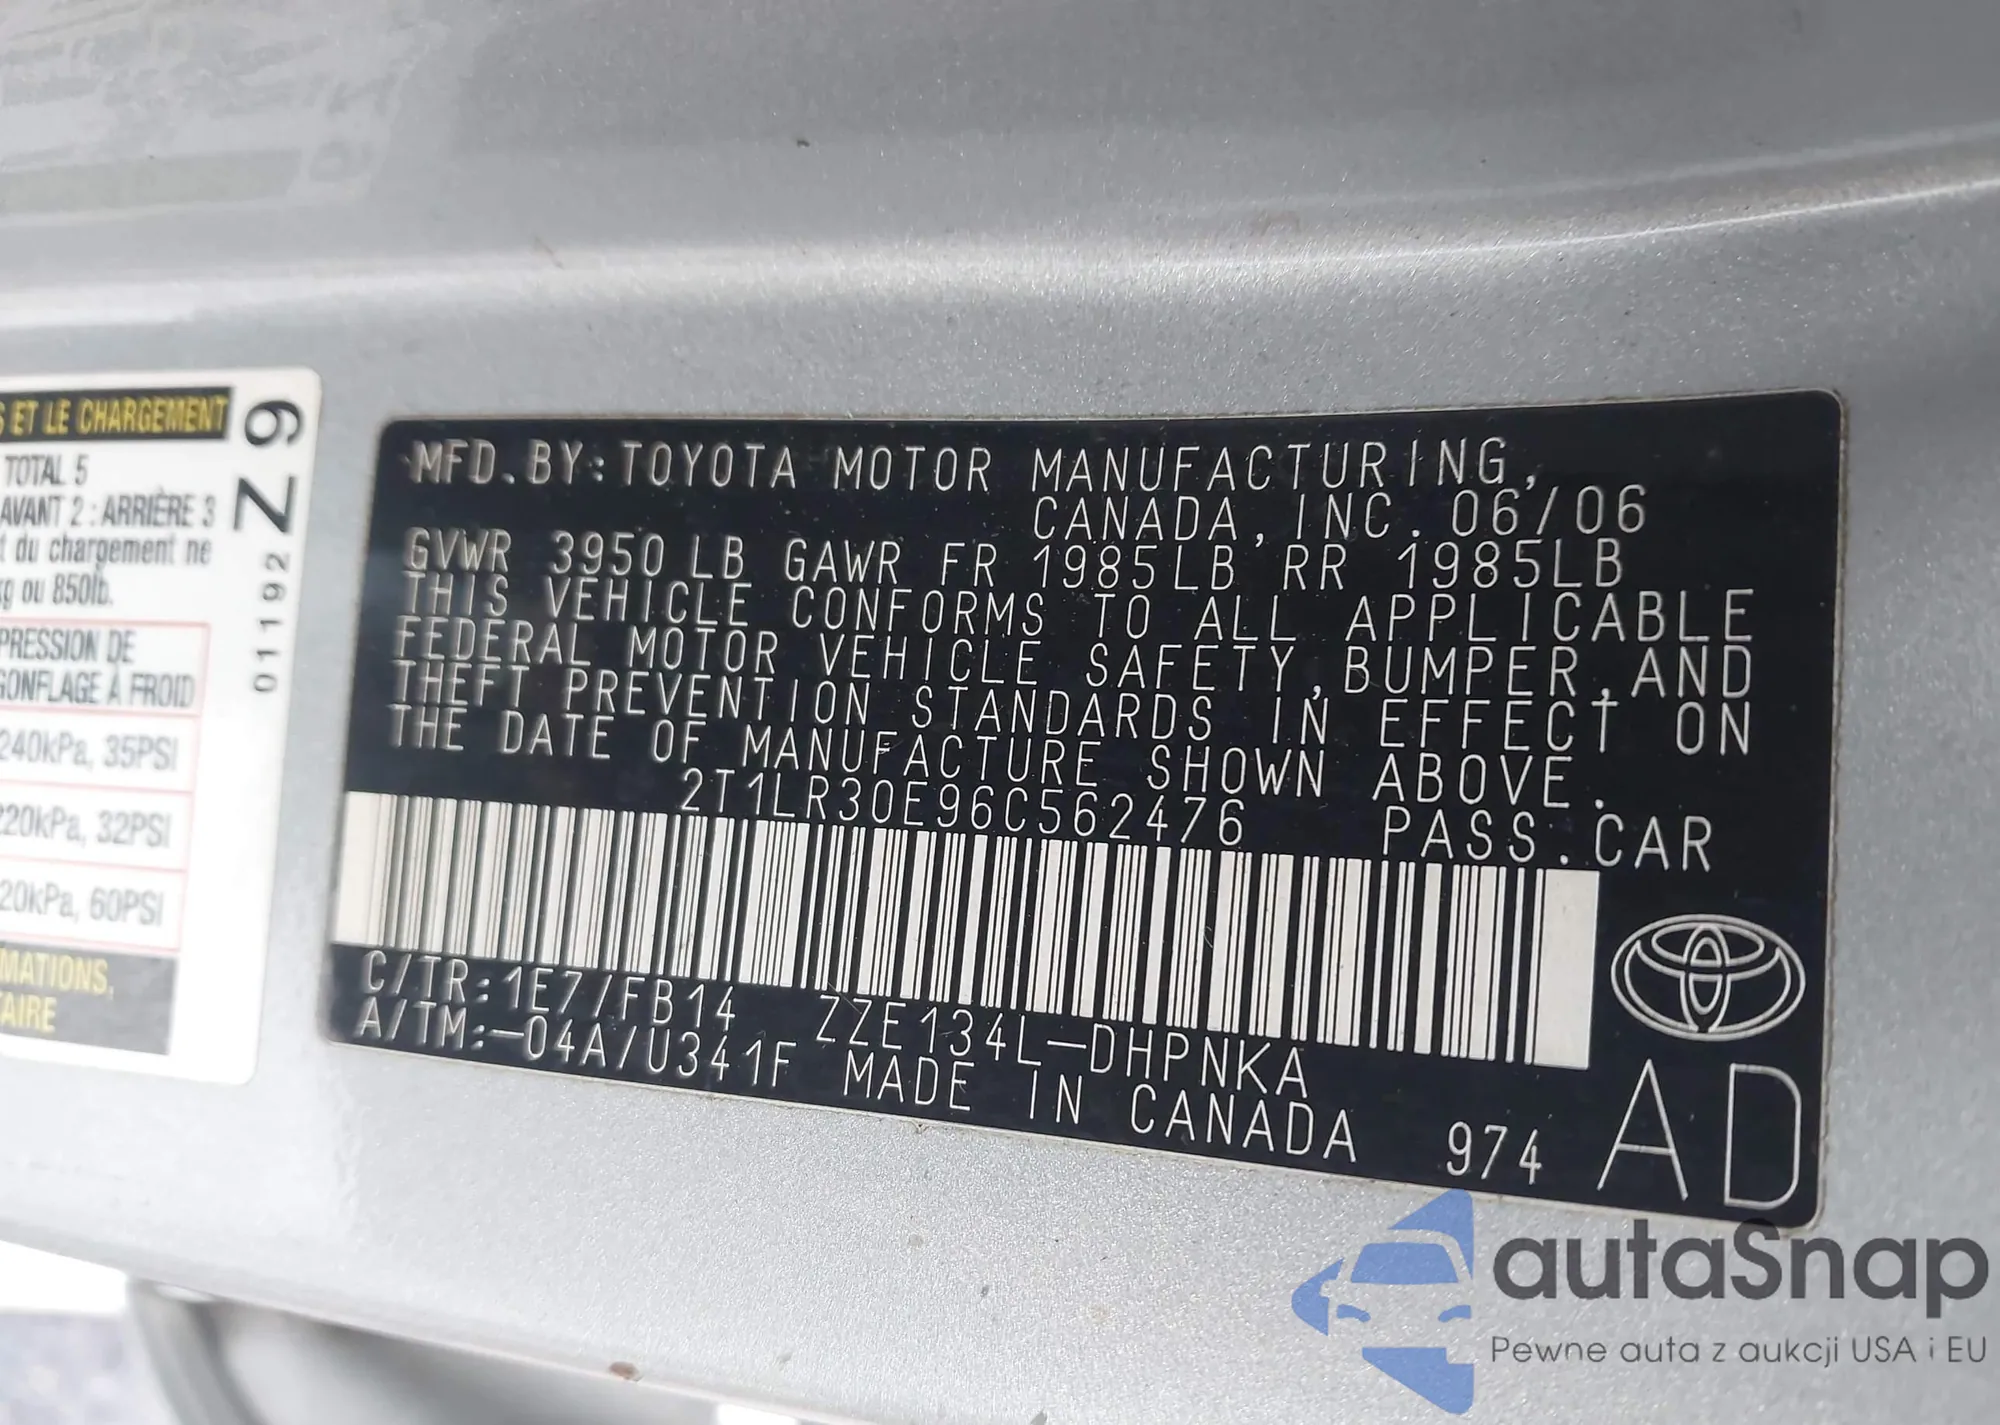 S ET LE CHARGEMENT
TOTAL 5
AVANT 2 : ARRIÈRE 3
t du chargement ne
kg ou 850lb.
PRESSION DE
GONFLAGE À FROID
240kPa, 35PSI
220kPa, 32PSI
20kPa, 60PSI
MATIONS,
AIRE
01192 Z9
MFD.BY:TOYOTA MOTOR MANUFACTURING,
CANADA,INC. 06/06
GVWR 3950 LB GAWR FR 1985LB RR 1985LB
THIS VEHICLE CONFORMS TO ALL APPLICABLE
FEDERAL MOTOR VEHICLE SAFETY,BUMPER,AND
THEFT PREVENTION STANDARDS IN EFFECT ON
THE DATE OF MANUFACTURE SHOWN ABOVE.
2T1LR30E96C562476 PASS.CAR
C/TR:1E7/FB14 ZZE134L-DHPNKA
A/TM:-04A/U341F MADE IN CANADA 974 AD
autaSnap
Pewne auta z aukcji USA i EU